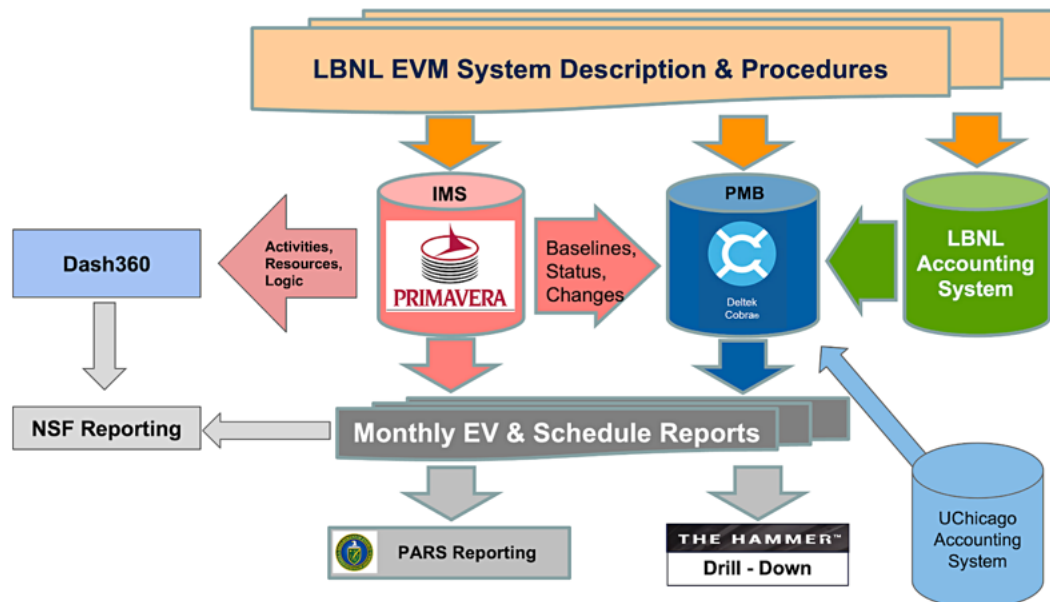 LBNL EVM System Description & Procedures
IMS
PRIMAVERA
PMB
Deltek
Cobra®
LBNL
Accounting
System
Activities,
Resources,
Logic
Baselines,
Status,
Changes
Dash360
NSF Reporting
Monthly EV & Schedule Reports
PARS Reporting
THE HAMMER™
Drill - Down
UChicago
Accounting
System